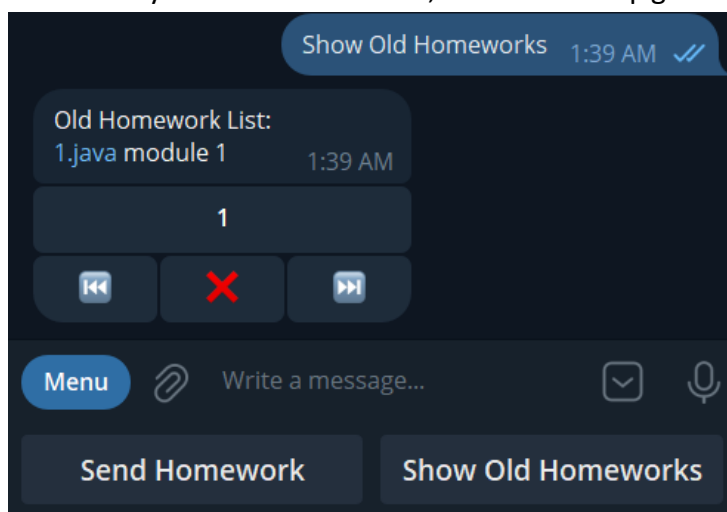 Show Old Homeworks 1:39 AM
Old Homework List:
1.java module 1 1:39 AM
1
Menu Write a message...
Send Homework Show Old Homeworks